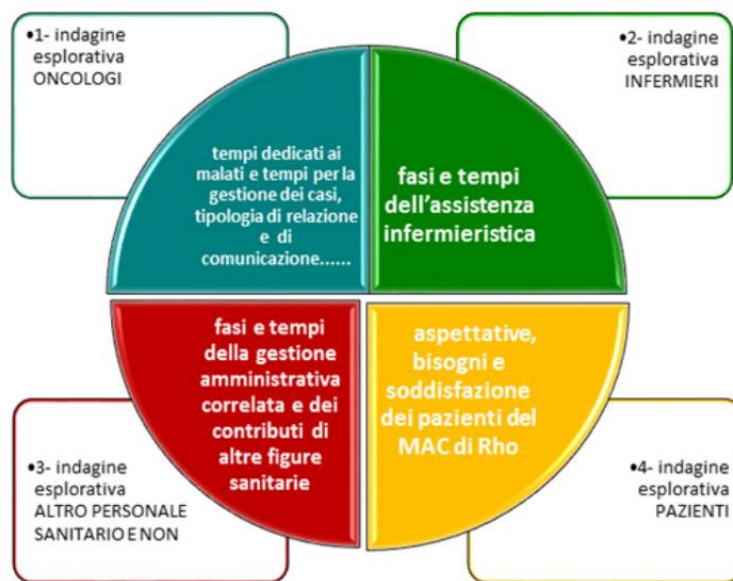 •1- indagine
esplorativa
ONCOLOGI
•2- indagine
esplorativa
INFERMIERI
tempi dedicati ai
malati e tempi per la
gestione dei casi,
tipologia di relazione
e di
comunicazione......
fasi e tempi
dell'assistenza
infermieristica
fasi e tempi
della gestione
amministrativa
correlata e dei
contributi di
altre figure
sanitarie
aspettative,
bisogni e
soddisfazione
dei pazienti del
MAC di Rho
•3- indagine
esplorativa
ALTRO PERSONALE
SANITARIO E NON
•4- indagine
esplorativa
PAZIENTI